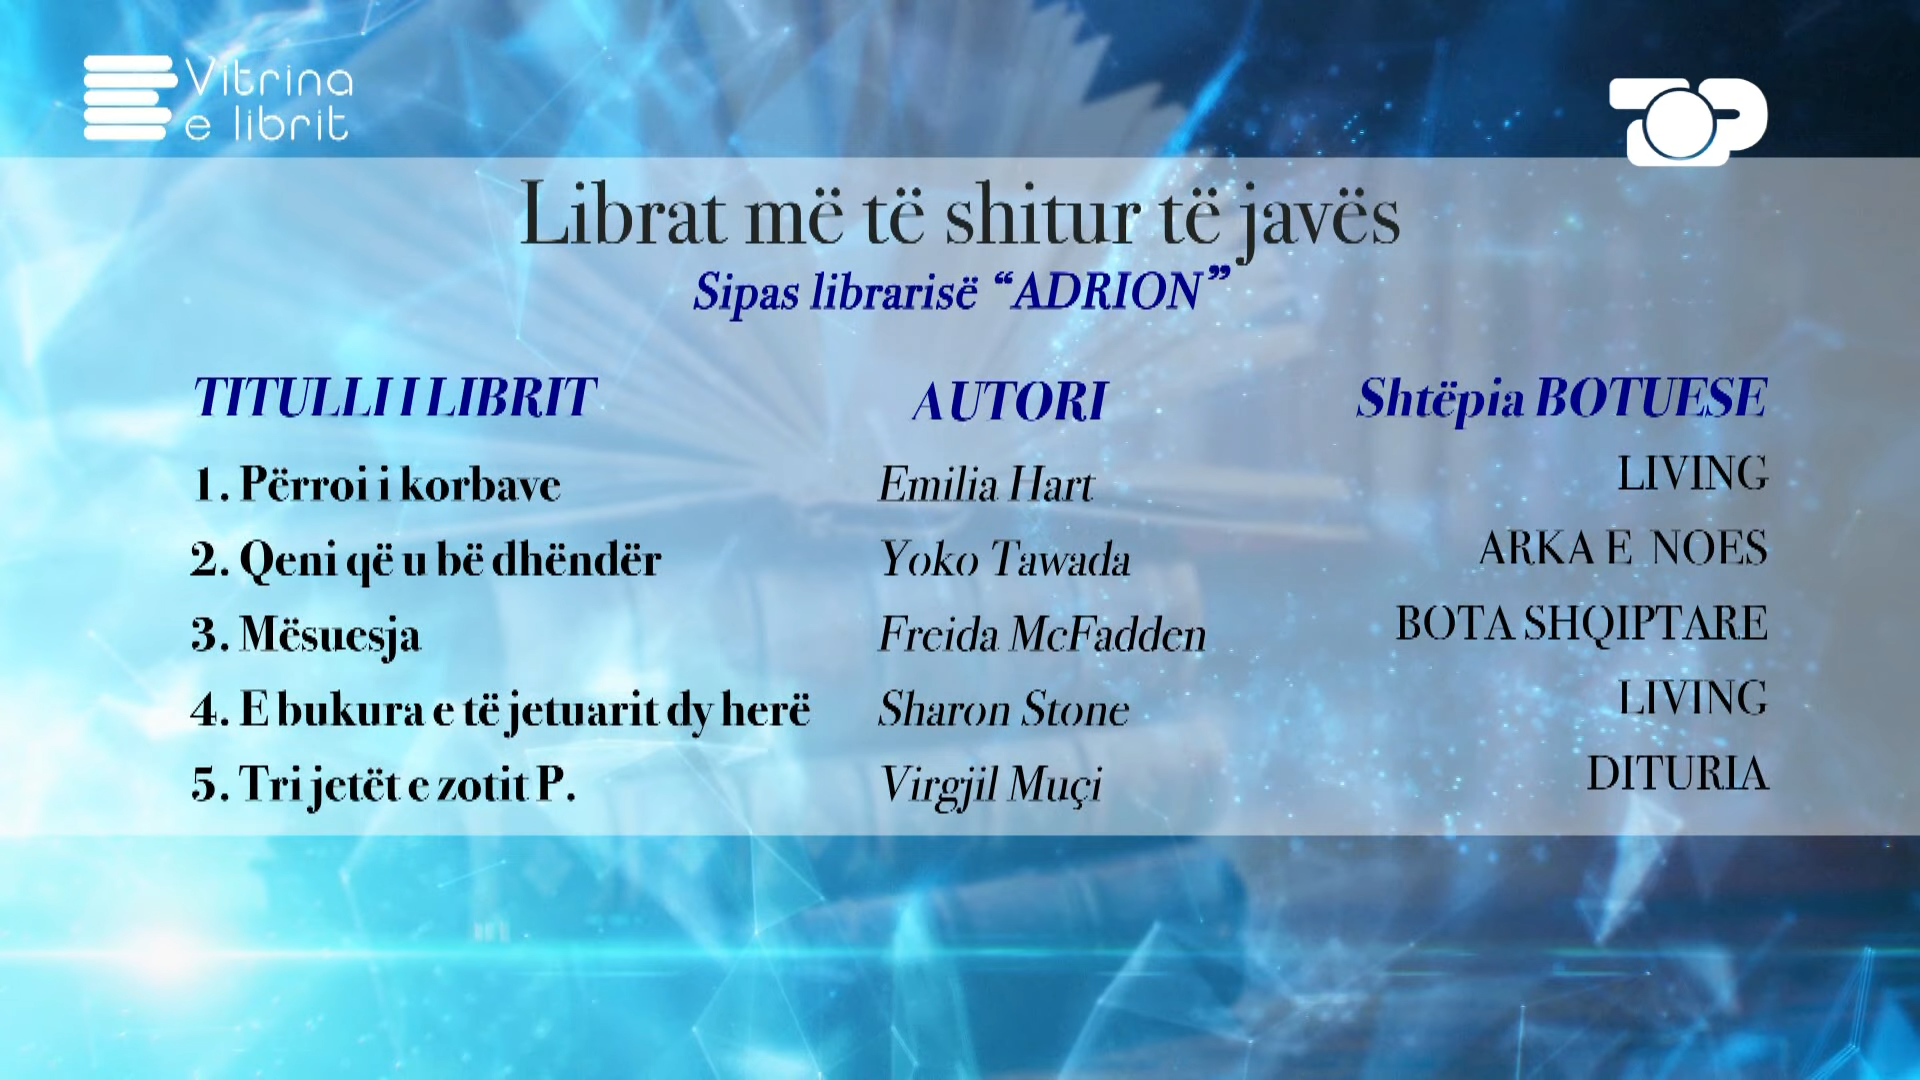 Vitrina
e librit
TOP
Librat më të shitur të javës
Sipas librarisë “ADRION”
TITULLI I LIBRIT AUTORI Shtëpia BOTUESE
1. Përroi i korbave Emilia Hart LIVING
2. Qeni që u bë dhëndër Yoko Tawada ARKA E NOES
3. Mësuesja Freida McFadden BOTA SHQIPTARE
4. E bukura e të jetuarit dy herë Sharon Stone LIVING
5. Tri jetët e zotit P. Virgjil Muçi DITURIA